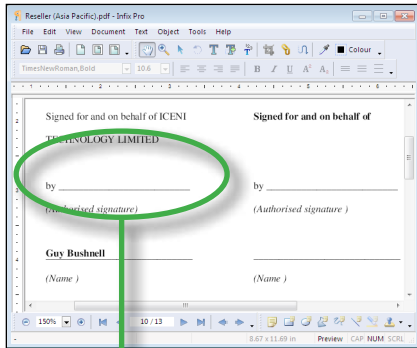 Reseller (Asia Pacific).pdf - Infix Pro
File Edit View Document Text Object Tools Help
Colour
TimesNewRoman,Bold 10.6
Signed for and on behalf of ICENI Signed for and on behalf of
TECHNOLOGY LIMITED
by by
(Authorised signature) (Authorised signature )
Guy Bushnell
(Name ) (Name )
150% 10 / 13
8.67 x 11.69 in Preview CAP NUM SCRL